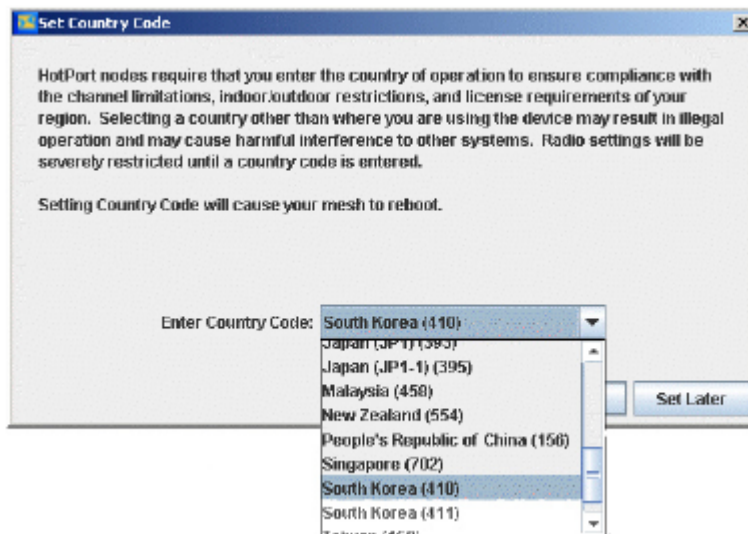 Set Country Code
HotPort nodes require that you enter the country of operation to ensure compliance with
the channel limitations, indoor/outdoor restrictions, and license requirements of your
region. Selecting a country other than where you are using the device may result in illegal
operation and may cause harmful interference to other systems. Radio settings will be
severely restricted until a country code is entered.
Setting Country Code will cause your mesh to reboot.
Enter Country Code: South Korea (410)
Japan (JP1) (393)
Japan (JP1-1) (395)
Malaysia (458)
New Zealand (554)
People's Republic of China (156)
Singapore (702)
South Korea (410)
South Korea (411)
Set Later